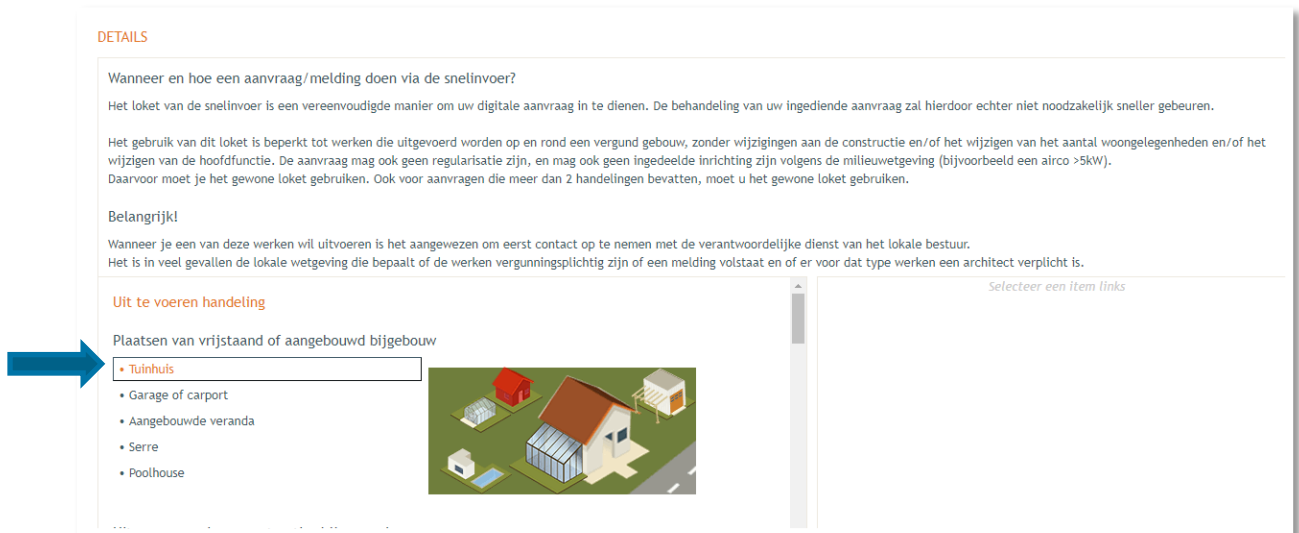 DETAILS
Wanneer en hoe een aanvraag/melding doen via de snelinvoer?
Het loket van de snelinvoer is een vereenvoudigde manier om uw digitale aanvraag in te dienen. De behandeling van uw ingediende aanvraag zal hierdoor echter niet noodzakelijk sneller gebeuren.
Het gebruik van dit loket is beperkt tot werken die uitgevoerd worden op en rond een vergund gebouw, zonder wijzigingen aan de constructie en/of het wijzigen van het aantal woongelegenheden en/of het
wijzigen van de hoofdfunctie. De aanvraag mag ook geen regularisatie zijn, en mag ook geen ingedeelde inrichting zijn volgens de milieuwetgeving (bijvoorbeeld een airco >5kW).
Daarvoor moet je het gewone loket gebruiken. Ook voor aanvragen die meer dan 2 handelingen bevatten, moet u het gewone loket gebruiken.
Belangrijk!
Wanneer je een van deze werken wil uitvoeren is het aangewezen om eerst contact op te nemen met de verantwoordelijke dienst van het lokale bestuur.
Het is in veel gevallen de lokale wetgeving die bepaalt of de werken vergunningsplichtig zijn of een melding volstaat en of er voor dat type werken een architect verplicht is.
Uit te voeren handeling
Selecteer een item links
Plaatsen van vrijstaand of aangebouwd bijgebouw
• Tuinhuis
• Garage of carport
• Aangebouwde veranda
• Serre
• Poolhouse